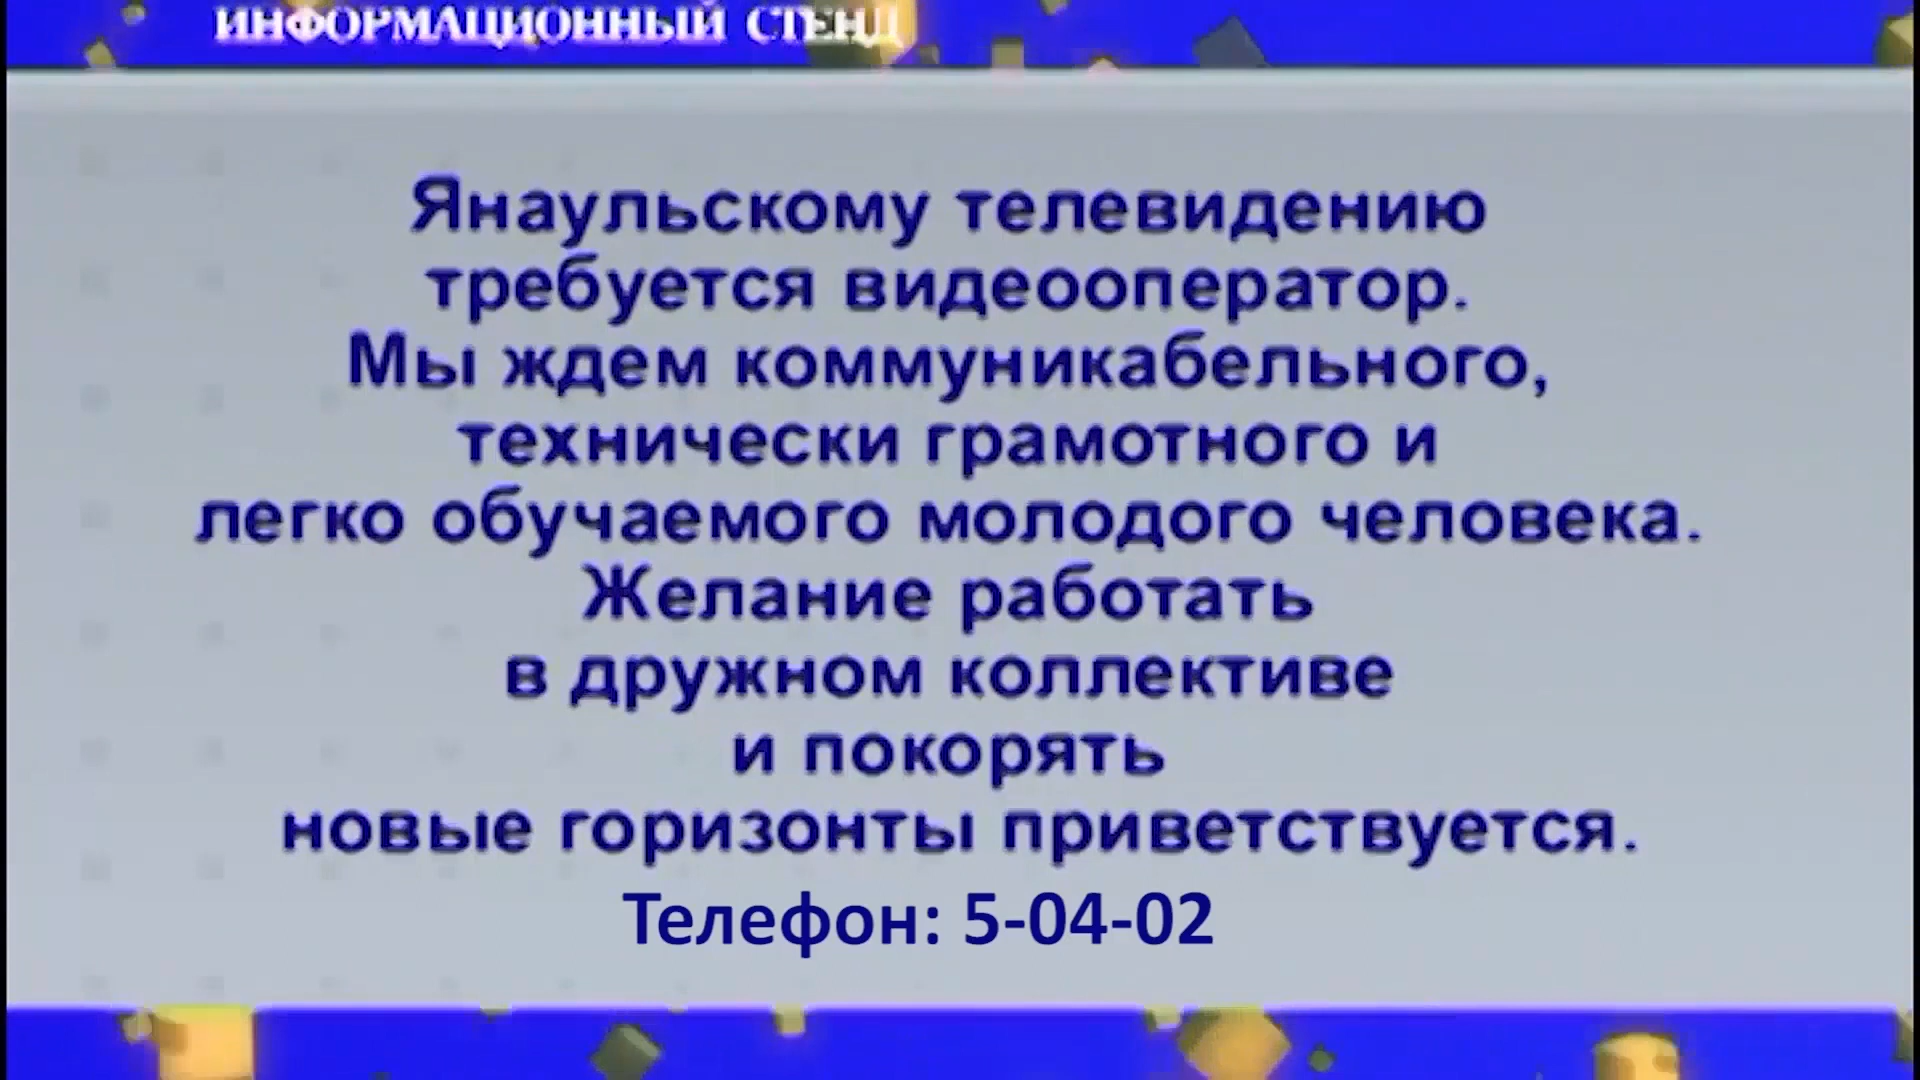 ИНФОРМАЦИОННЫЙ СТЕНД
Янаульскому телевидению
требуется видеооператор.
Мы ждем коммуникабельного,
технически грамотного и
легко обучаемого молодого человека.
Желание работать
в дружном коллективе
и покорять
новые горизонты приветствуется.
Телефон: 5-04-02